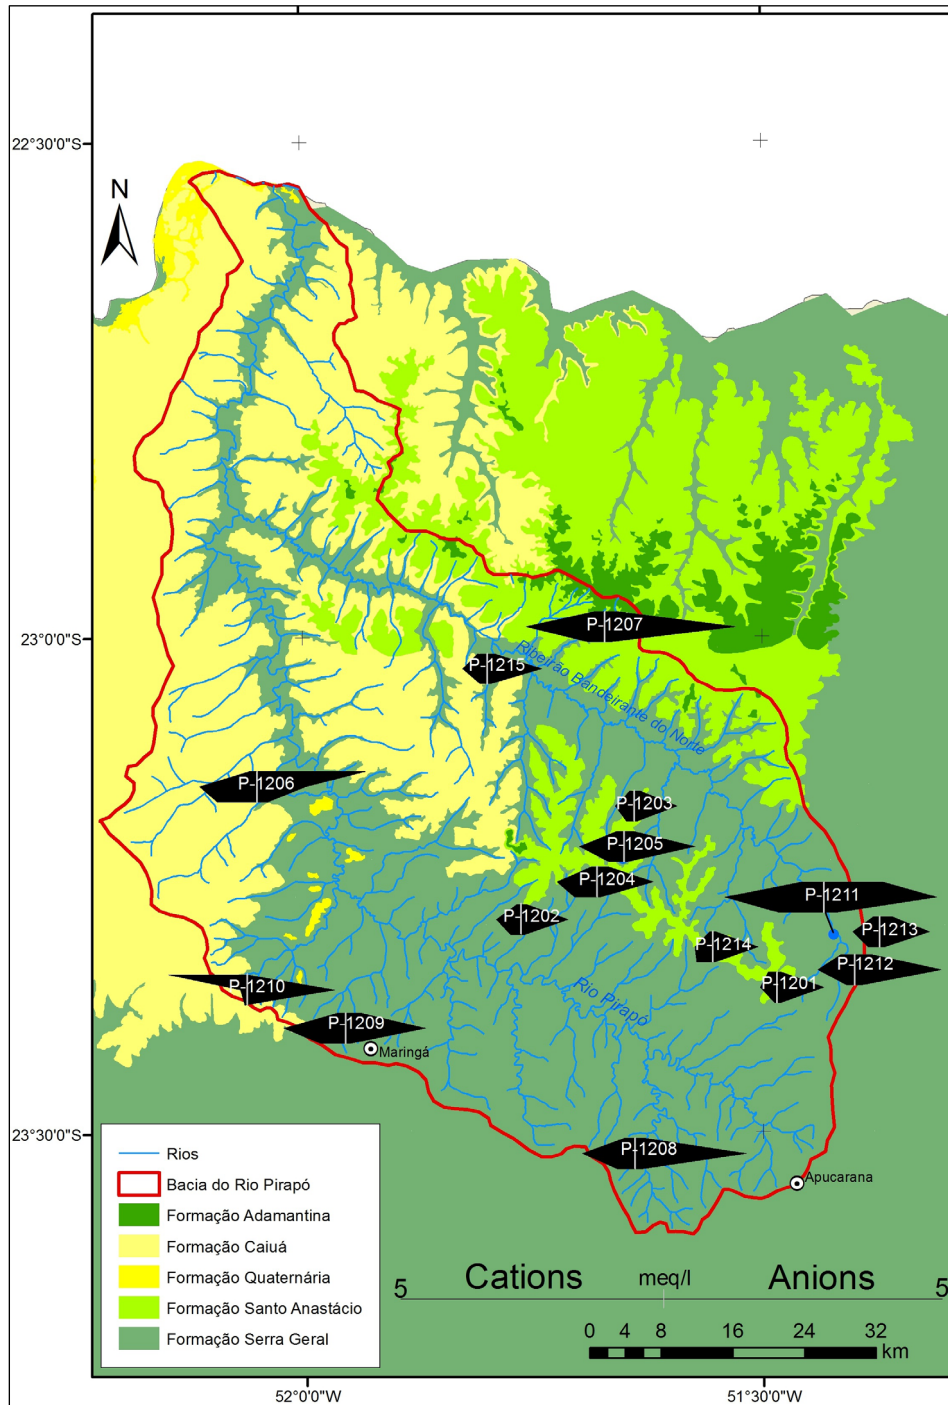 22°30'0"S
N
P-1207
23°0'0"S
Ribeirão Bandeirante do Norte
P-1215
P-1206
P-1203
P-1205
P-1204
P-1211
P-1202
P-1213
P-1214
P-1212
P-1210
P-1201
Rio Pirapó
P-1209
Maringá
23°30'0"S
P-1208
Apucarana
Rios
Bacia do Rio Pirapó
Formação Adamantina
Formação Caiuá
Formação Quaternária
Formação Santo Anastácio
Formação Serra Geral
5 Cations meq/l Anions 5
0 4 8 16 24 32
km
52°0'0"W 51°30'0"W